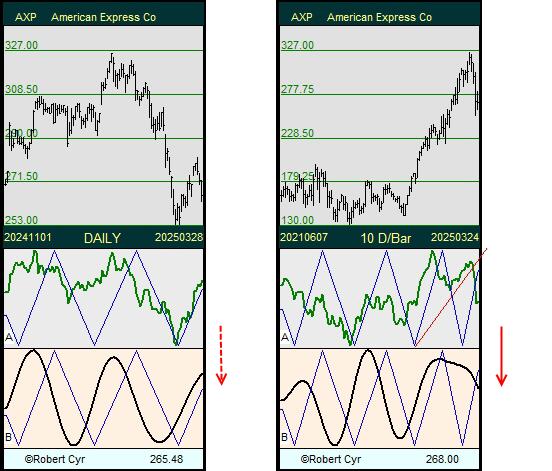 AXP American Express Co
327.00
308.50
290.00
271.50
253.00
20241101 DAILY 20250328
A
B
©Robert Cyr 265.48
AXP American Express Co
327.00
277.75
228.50
179.25
130.00
20210607 10 D/Bar 20250324
A
B
©Robert Cyr 268.00